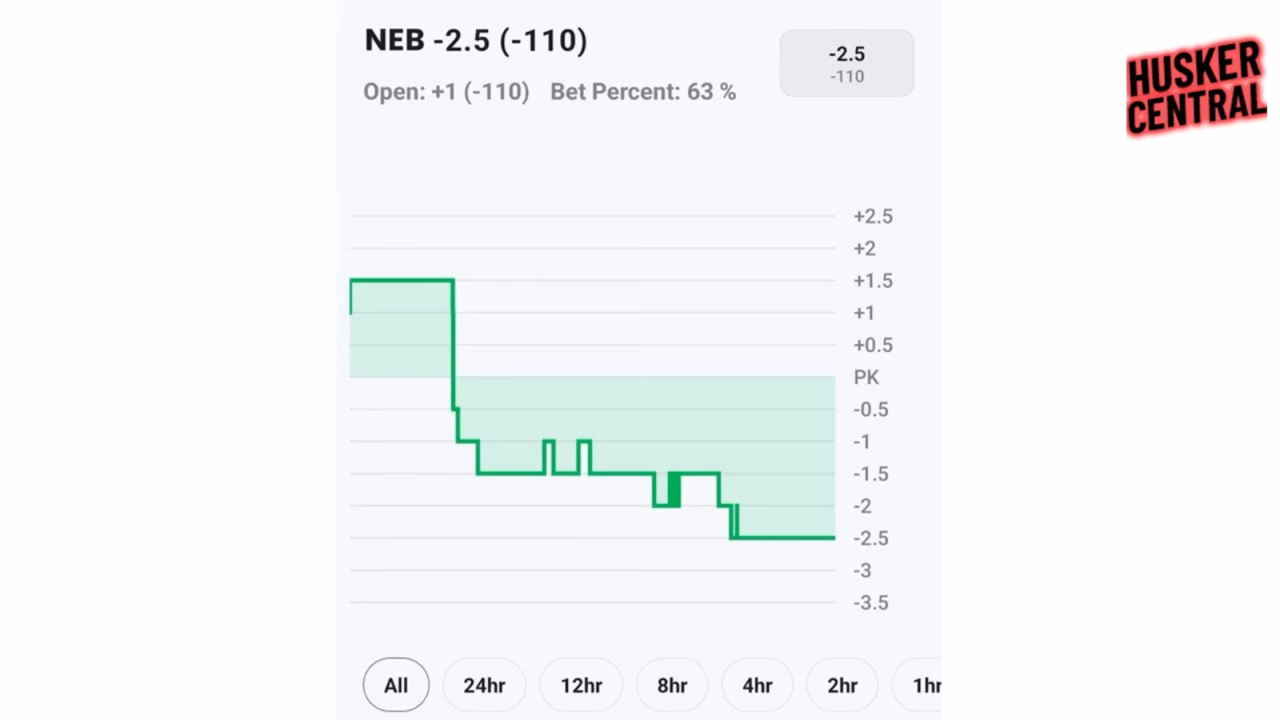 NEB -2.5 (-110)
-2.5
-110
Open: +1 (-110) Bet Percent: 63 %
HUSKER
CENTRAL
+2.5
+2
+1.5
+1
+0.5
PK
-0.5
-1
-1.5
-2
-2.5
-3
-3.5
All 24hr 12hr 8hr 4hr 2hr 1hr